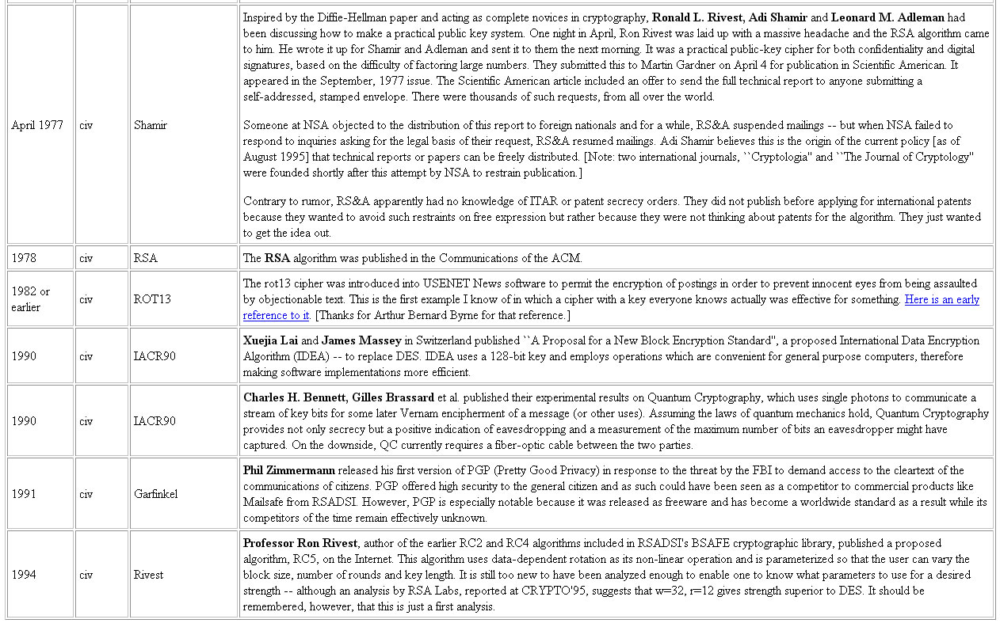 Inspired by the Diffie-Hellman paper and acting as complete novices in cryptography, Ronald L. Rivest, Adi Shamir and Leonard M. Adleman had
been discussing how to make a practical public key system. One night in April, Ron Rivest was laid up with a massive headache and the RSA algorithm came
to him. He wrote it up for Shamir and Adleman and sent it to them the next morning. It was a practical public-key cipher for both confidentiality and digital
signatures, based on the difficulty of factoring large numbers. They submitted this to Martin Gardner on April 4 for publication in Scientific American. It
appeared in the September, 1977 issue. The Scientific American article included an offer to send the full technical report to anyone submitting a
self-addressed, stamped envelope. There were thousands of such requests, from all over the world.
April 1977
civ
Shamir
Someone at NSA objected to the distribution of this report to foreign nationals and for a while, RS&A suspended mailings -- but when NSA failed to
respond to inquiries asking for the legal basis of their request, RS&A resumed mailings. Adi Shamir believes this is the origin of the current policy [as of
August 1995] that technical reports or papers can be freely distributed. [Note: two international journals, ``Cryptologia'' and ``The Journal of Cryptology''
were founded shortly after this attempt by NSA to restrain publication.]
Contrary to rumor, RS&A apparently had no knowledge of ITAR or patent secrecy orders. They did not publish before applying for international patents
because they wanted to avoid such restraints on free expression but rather because they were not thinking about patents for the algorithm. They just wanted
to get the idea out.
1978
civ
RSA
The RSA algorithm was published in the Communications of the ACM.
1982 or
earlier
civ
ROT13
The rot13 cipher was introduced into USENET News software to permit the encryption of postings in order to prevent innocent eyes from being assaulted
by objectionable text. This is the first example I know of in which a cipher with a key everyone knows actually was effective for something. Here is an early
reference to it. [Thanks for Arthur Bernard Byrne for that reference.]
1990
civ
IACR90
Xuejia Lai and James Massey in Switzerland published ``A Proposal for a New Block Encryption Standard'', a proposed International Data Encryption
Algorithm (IDEA) -- to replace DES. IDEA uses a 128-bit key and employs operations which are convenient for general purpose computers, therefore
making software implementations more efficient.
1990
civ
IACR90
Charles H. Bennett, Gilles Brassard et al. published their experimental results on Quantum Cryptography, which uses single photons to communicate a
stream of key bits for some later Vernam encipherment of a message (or other uses). Assuming the laws of quantum mechanics hold, Quantum Cryptography
provides not only secrecy but a positive indication of eavesdropping and a measurement of the maximum number of bits an eavesdropper might have
captured. On the downside, QC currently requires a fiber-optic cable between the two parties.
1991
civ
Garfinkel
Phil Zimmermann released his first version of PGP (Pretty Good Privacy) in response to the threat by the FBI to demand access to the cleartext of the
communications of citizens. PGP offered high security to the general citizen and as such could have been seen as a competitor to commercial products like
Mailsafe from RSADSI. However, PGP is especially notable because it was released as freeware and has become a worldwide standard as a result while its
competitors of the time remain effectively unknown.
1994
civ
Rivest
Professor Ron Rivest, author of the earlier RC2 and RC4 algorithms included in RSADSI's BSAFE cryptographic library, published a proposed
algorithm, RC5, on the Internet. This algorithm uses data-dependent rotation as its non-linear operation and is parameterized so that the user can vary the
block size, number of rounds and key length. It is still too new to have been analyzed enough to enable one to know what parameters to use for a desired
strength -- although an analysis by RSA Labs, reported at CRYPTO'95, suggests that w=32, r=12 gives strength superior to DES. It should be
remembered, however, that this is just a first analysis.